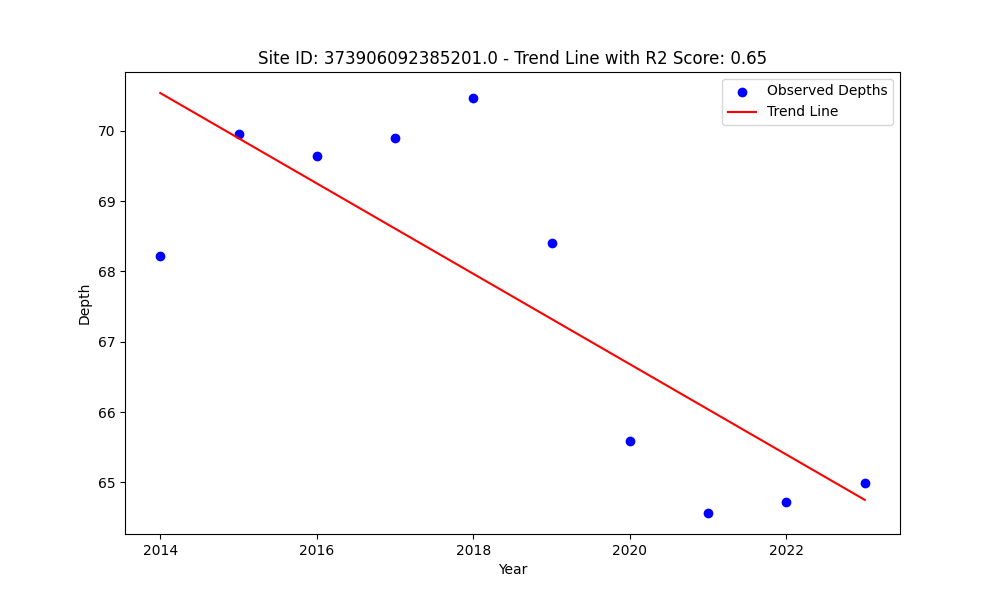 Site ID: 373906092385201.0 - Trend Line with R2 Score: 0.65
Observed Depths
Trend Line
70
69
68
67
66
65
Depth
2014
2016
2018
2020
2022
Year